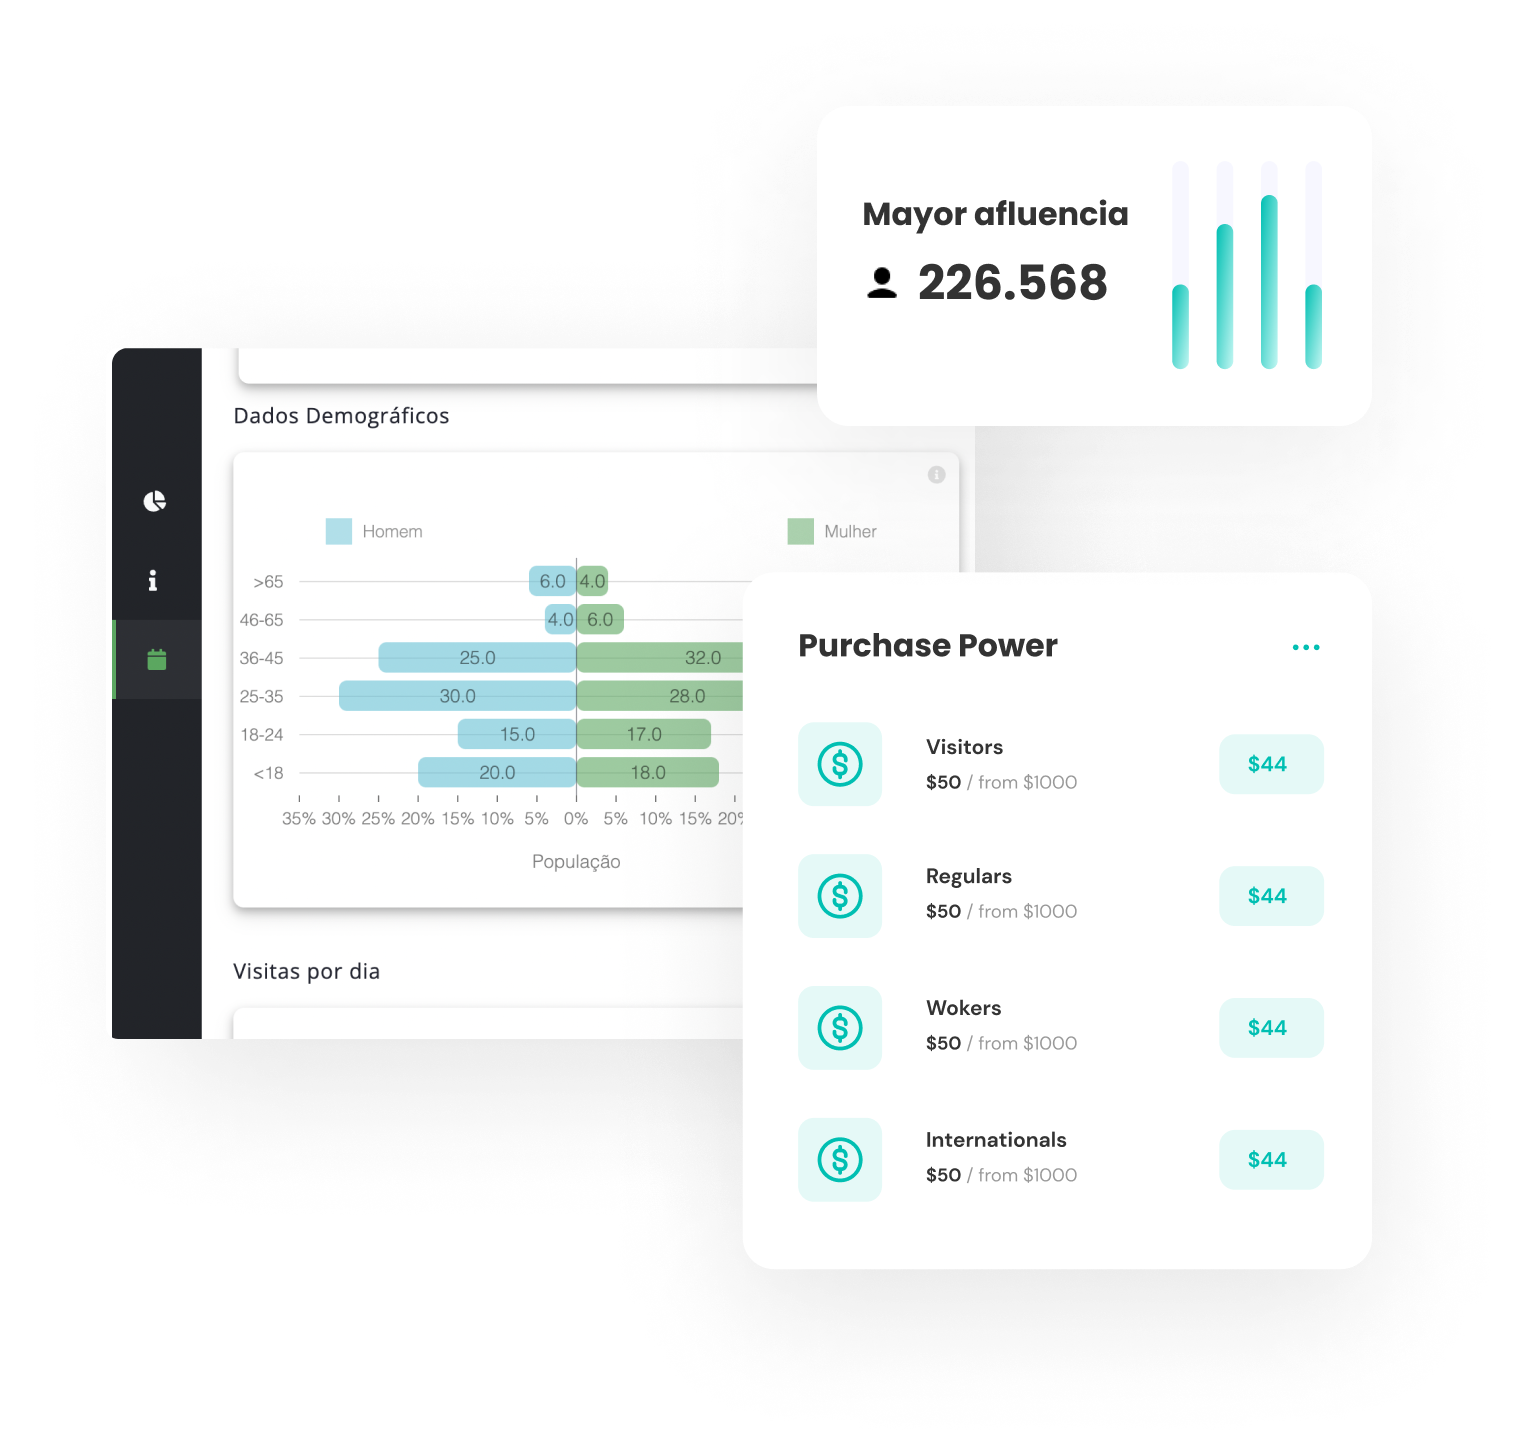 Mayor afluencia
226.568
Dados Demográficos
Homem
Mulher
>65 6.0 4.0
46-65 4.0 6.0
36-45 25.0 32.0
25-35 30.0 28.0
18-24 15.0 17.0
<18 20.0 18.0
35% 30% 25% 20% 15% 10% 5% 0% 5% 10% 15% 20%
População
Visitas por dia
Purchase Power
Visitors
$50 / from $1000
$44
Regulars
$50 / from $1000
$44
Wokers
$50 / from $1000
$44
Internationals
$50 / from $1000
$44